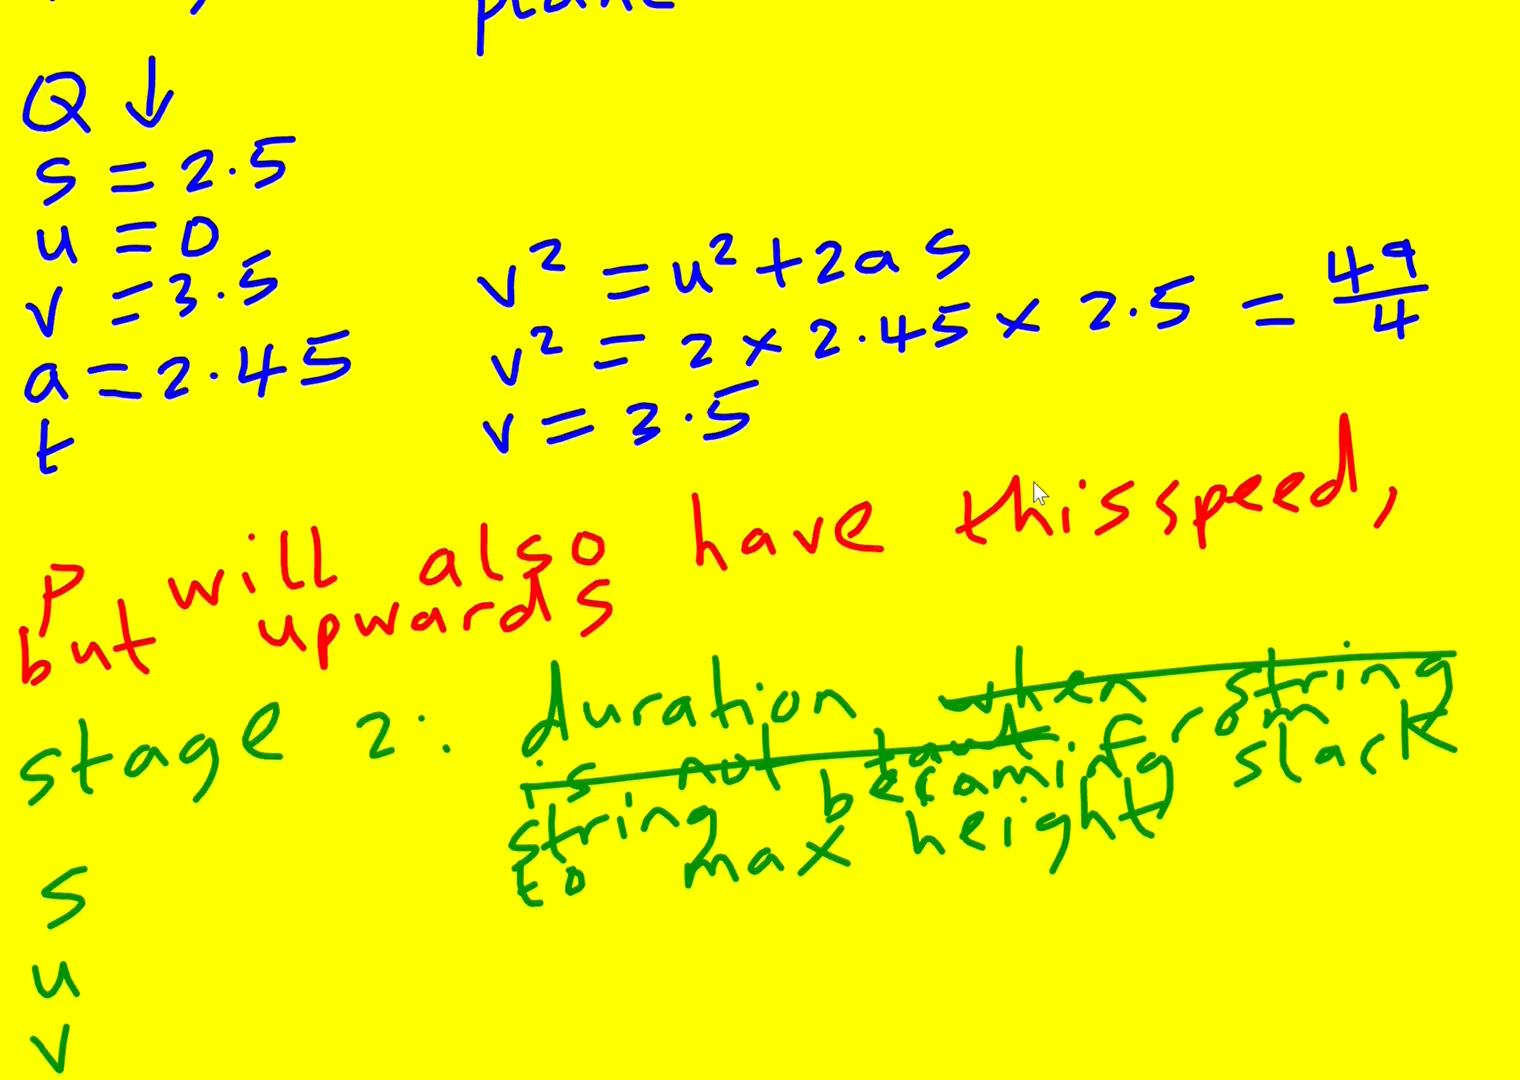 plane
Q ↓
s = 2.5
u = 0
v = 3.5
a = 2.45
t
v² = u² + 2as
v² = 2 × 2.45 × 2.5 = 49/4
v = 3.5
P will also have this speed,
but upwards
stage 2: duration when string
is not taut from
string becaming slack
to max height
s
u
v